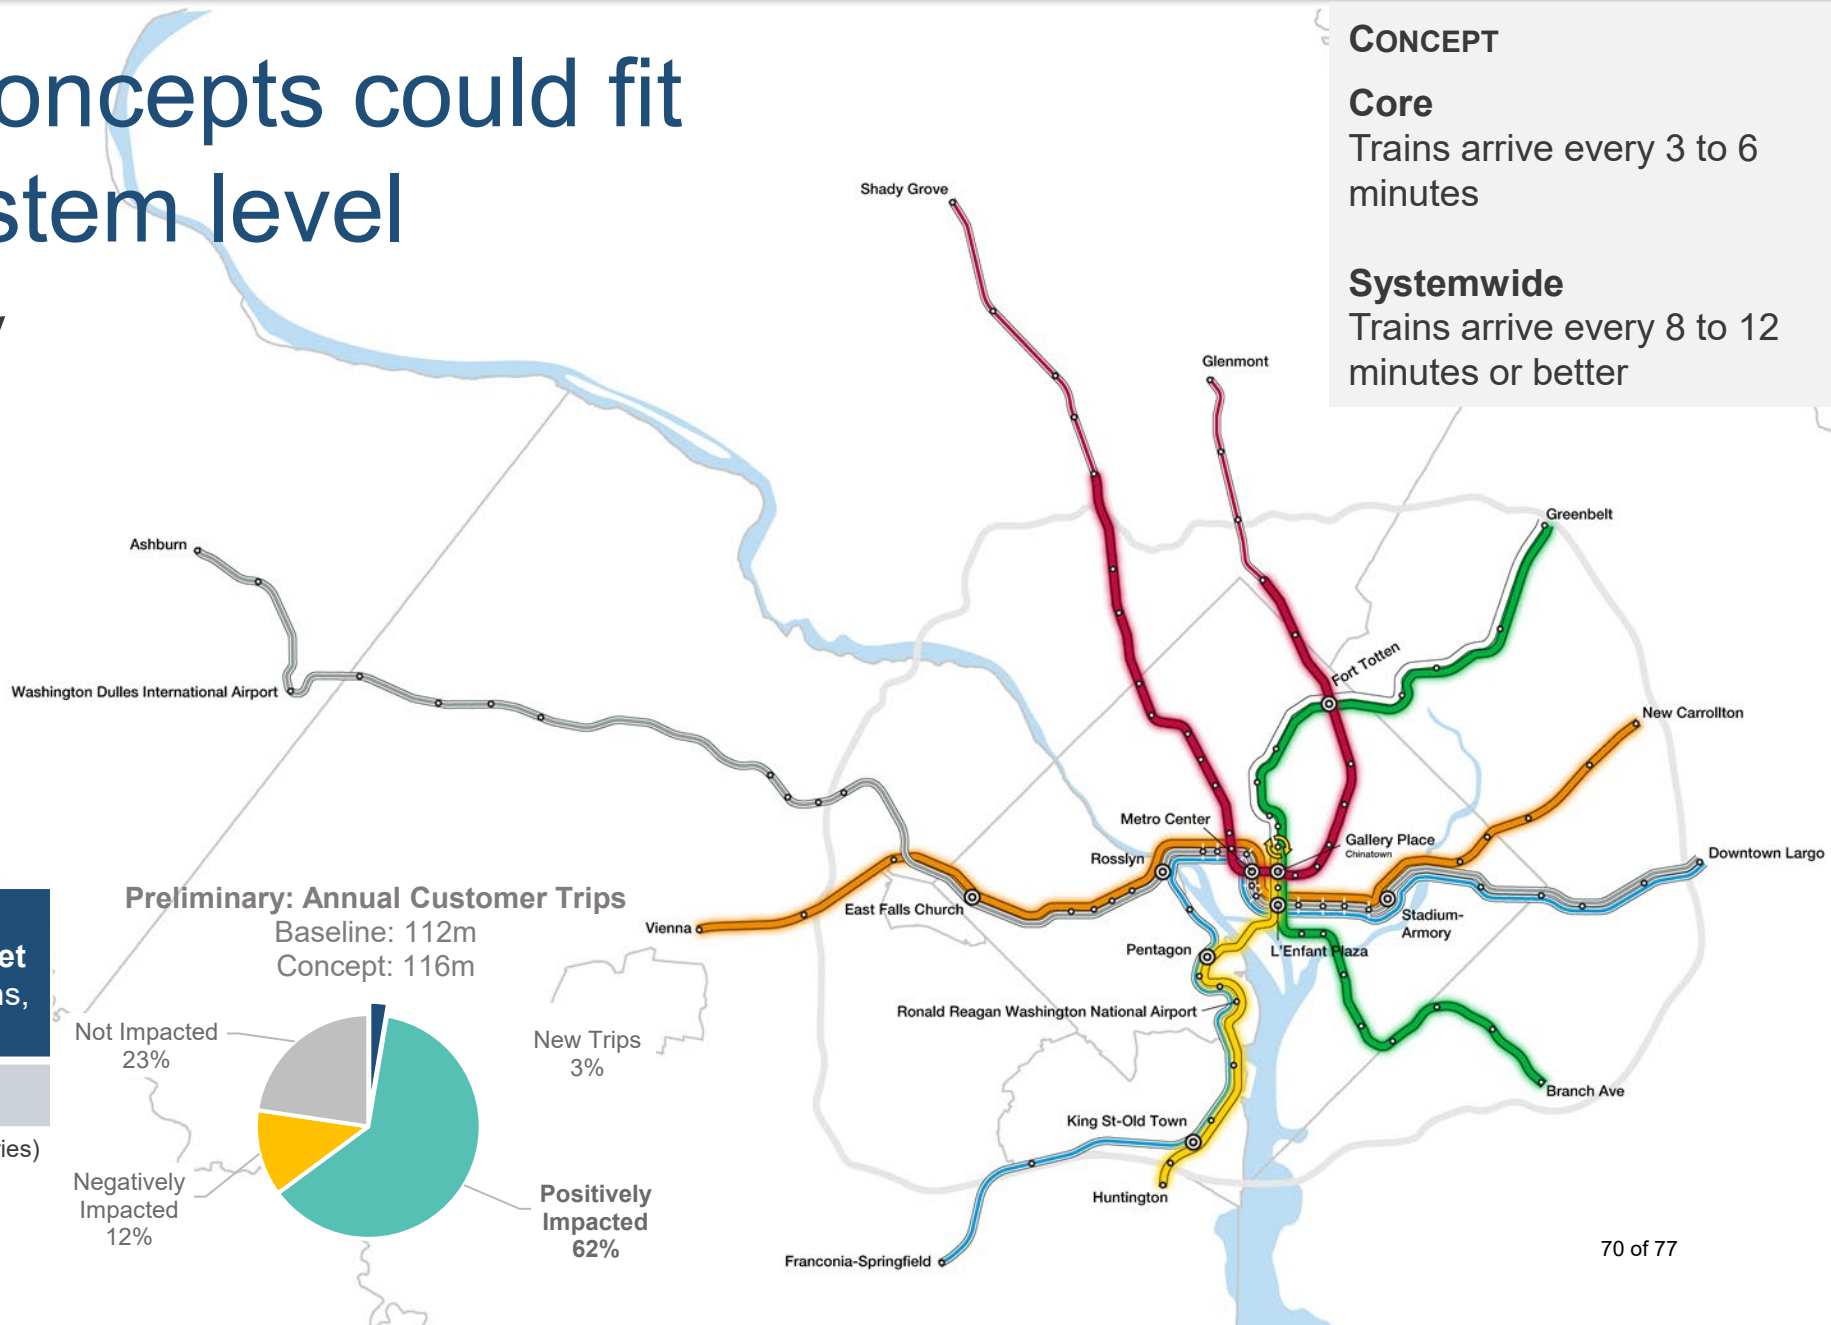 oncepts could fit
stem level
y
CONCEPT
Core
Trains arrive every 3 to 6
minutes
Systemwide
Trains arrive every 8 to 12
minutes or better
Shady Grove
Glenmont
Greenbelt
Ashburn
Fort Totten
Washington Dulles International Airport
New Carrollton
Metro Center
Gallery Place
Chinatown
Rosslyn
Downtown Largo
East Falls Church
Stadium-
Armory
Vienna
Pentagon
L'Enfant Plaza
Ronald Reagan Washington National Airport
Branch Ave
King St-Old Town
Huntington
Franconia-Springfield
et
ns,
ries)
Preliminary: Annual Customer Trips
Baseline: 112m
Concept: 116m
Not Impacted
23%
New Trips
3%
Negatively
Impacted
12%
Positively
Impacted
62%
70 of 77